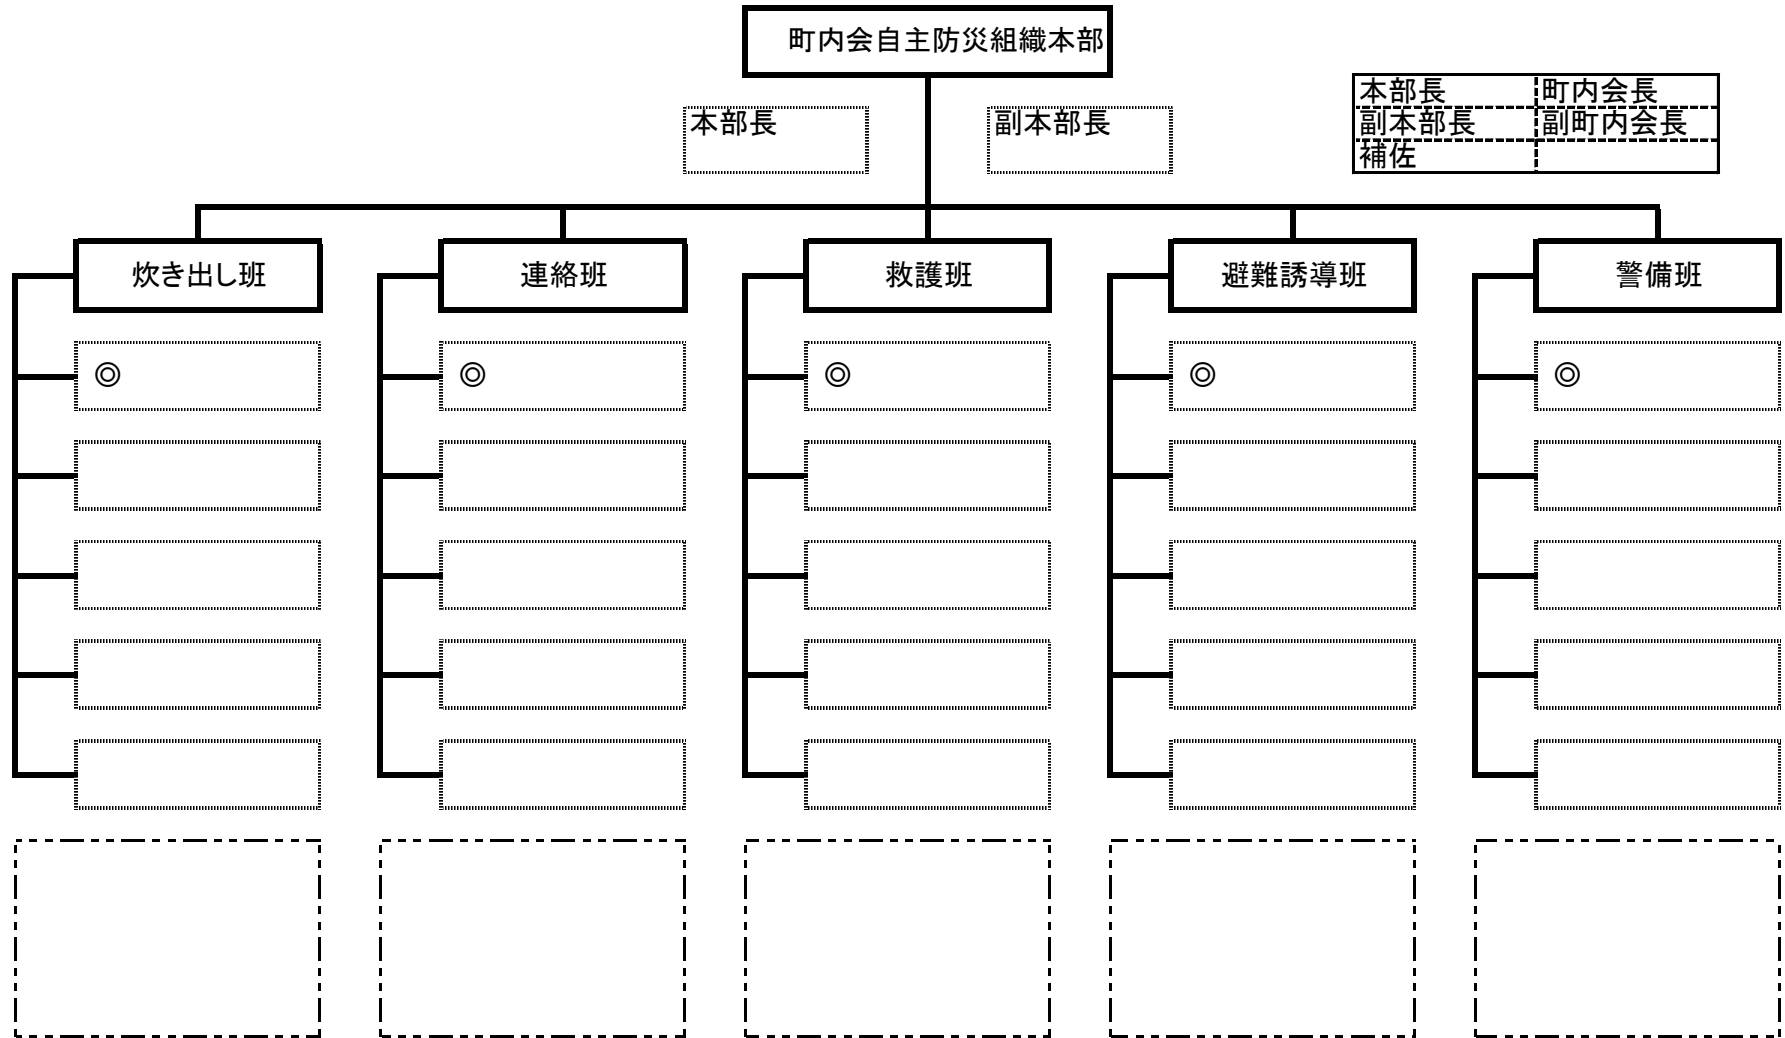 町内会自主防災組織本部
本部長
副本部長
本部長 町内会長
副本部長 副町内会長
補佐
炊き出し班
連絡班
救護班
避難誘導班
警備班
◎
◎
◎
◎
◎